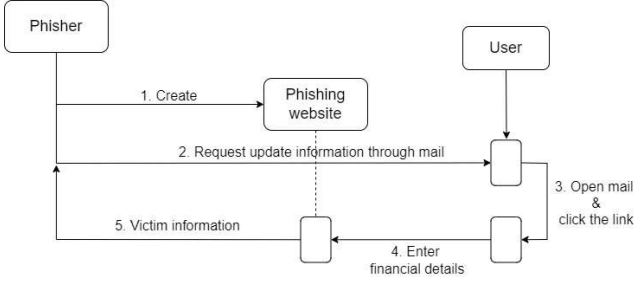 Phisher
User
1. Create
Phishing
website
2. Request update information through mail
3. Open mail
&
click the link
5. Victim information
4. Enter
financial details